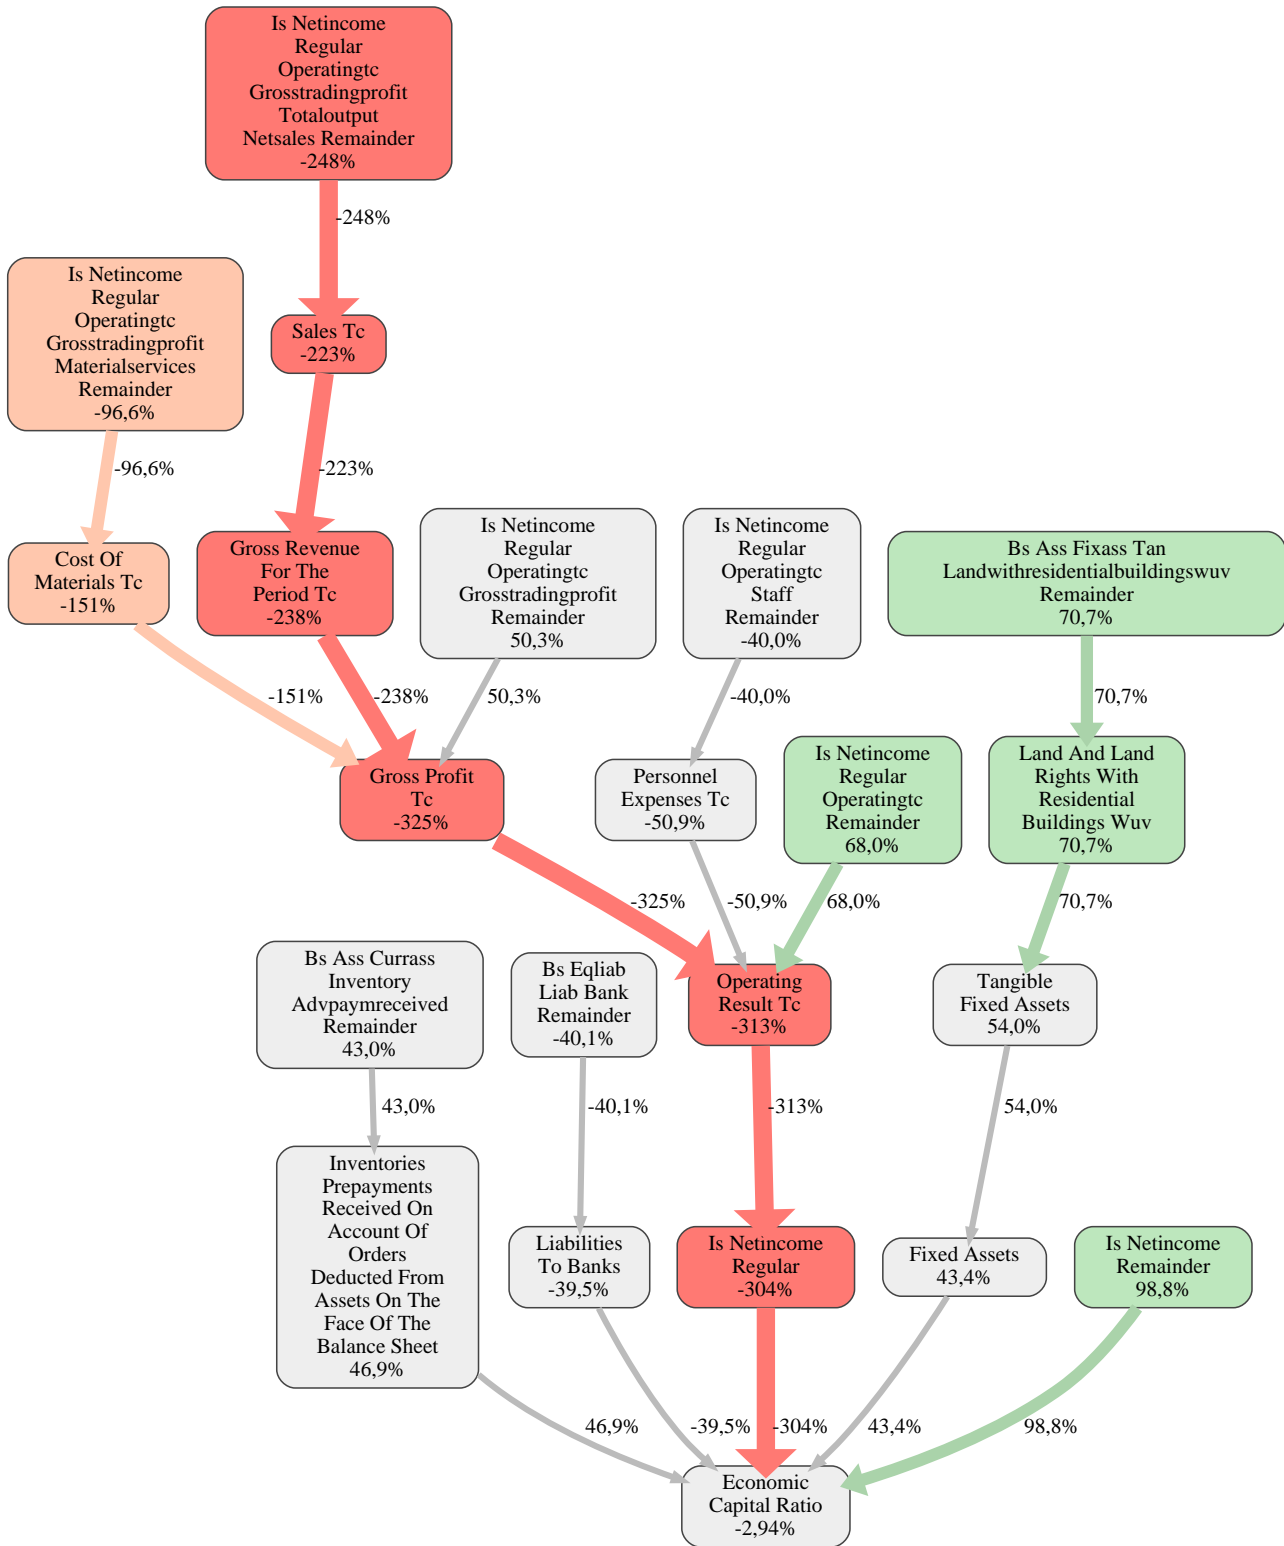 Is Netincome
Regular
Operatingtc
Grosstradingprofit
Totaloutput
Netsales Remainder
-248%
-248%
Is Netincome
Regular
Operatingtc
Grosstradingprofit
Materialservices
Remainder
-96,6%
Sales Tc
-223%
-96,6%
-223%
Cost Of
Materials Tc
-151%
Gross Revenue
For The
Period Tc
-238%
Is Netincome
Regular
Operatingtc
Grosstradingprofit
Remainder
50,3%
Is Netincome
Regular
Operatingtc
Staff
Remainder
-40,0%
Bs Ass Fixass Tan
Landwithresidentialbuildingswuv
Remainder
70,7%
-151%
-238%
50,3%
-40,0%
70,7%
Gross Profit
Tc
-325%
Personnel
Expenses Tc
-50,9%
Is Netincome
Regular
Operatingtc
Remainder
68,0%
Land And Land
Rights With
Residential
Buildings Wuv
70,7%
-325%
-50,9%
68,0%
70,7%
Bs Ass Currass
Inventory
Advpaymreceived
Remainder
43,0%
Bs Eqliab
Liab Bank
Remainder
-40,1%
Operating
Result Tc
-313%
Tangible
Fixed Assets
54,0%
43,0%
-40,1%
-313%
54,0%
Inventories
Prepayments
Received On
Account Of
Orders
Deducted From
Assets On The
Face Of The
Balance Sheet
46,9%
Liabilities
To Banks
-39,5%
Is Netincome
Regular
-304%
Fixed Assets
43,4%
Is Netincome
Remainder
98,8%
46,9%
-39,5%
-304%
43,4%
98,8%
Economic
Capital Ratio
-2,94%